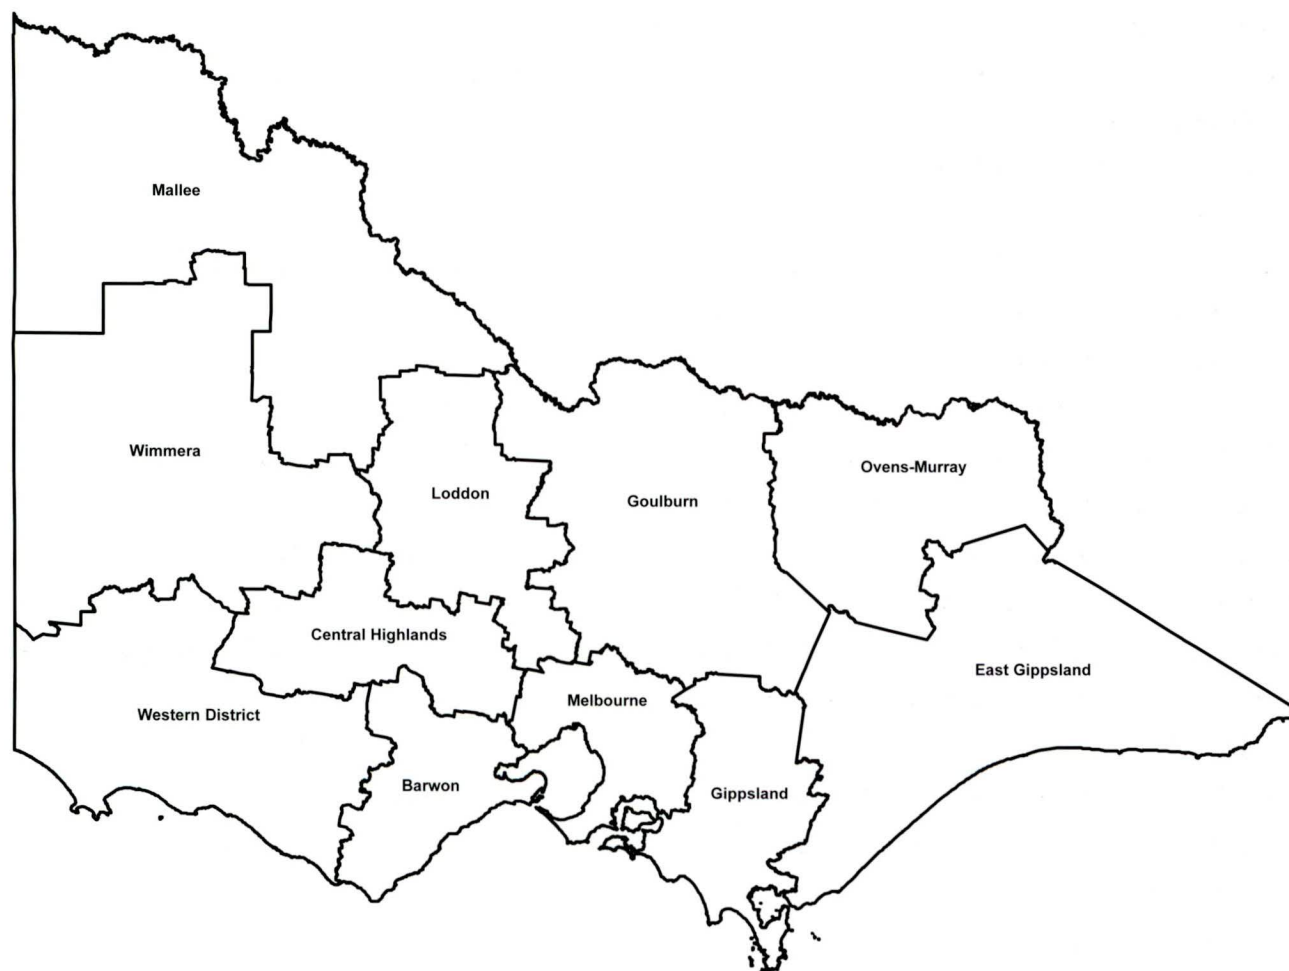 Mallee
Wimmera
Loddon
Goulburn
Ovens-Murray
Central Highlands
East Gippsland
Western District
Melbourne
Barwon
Gippsland